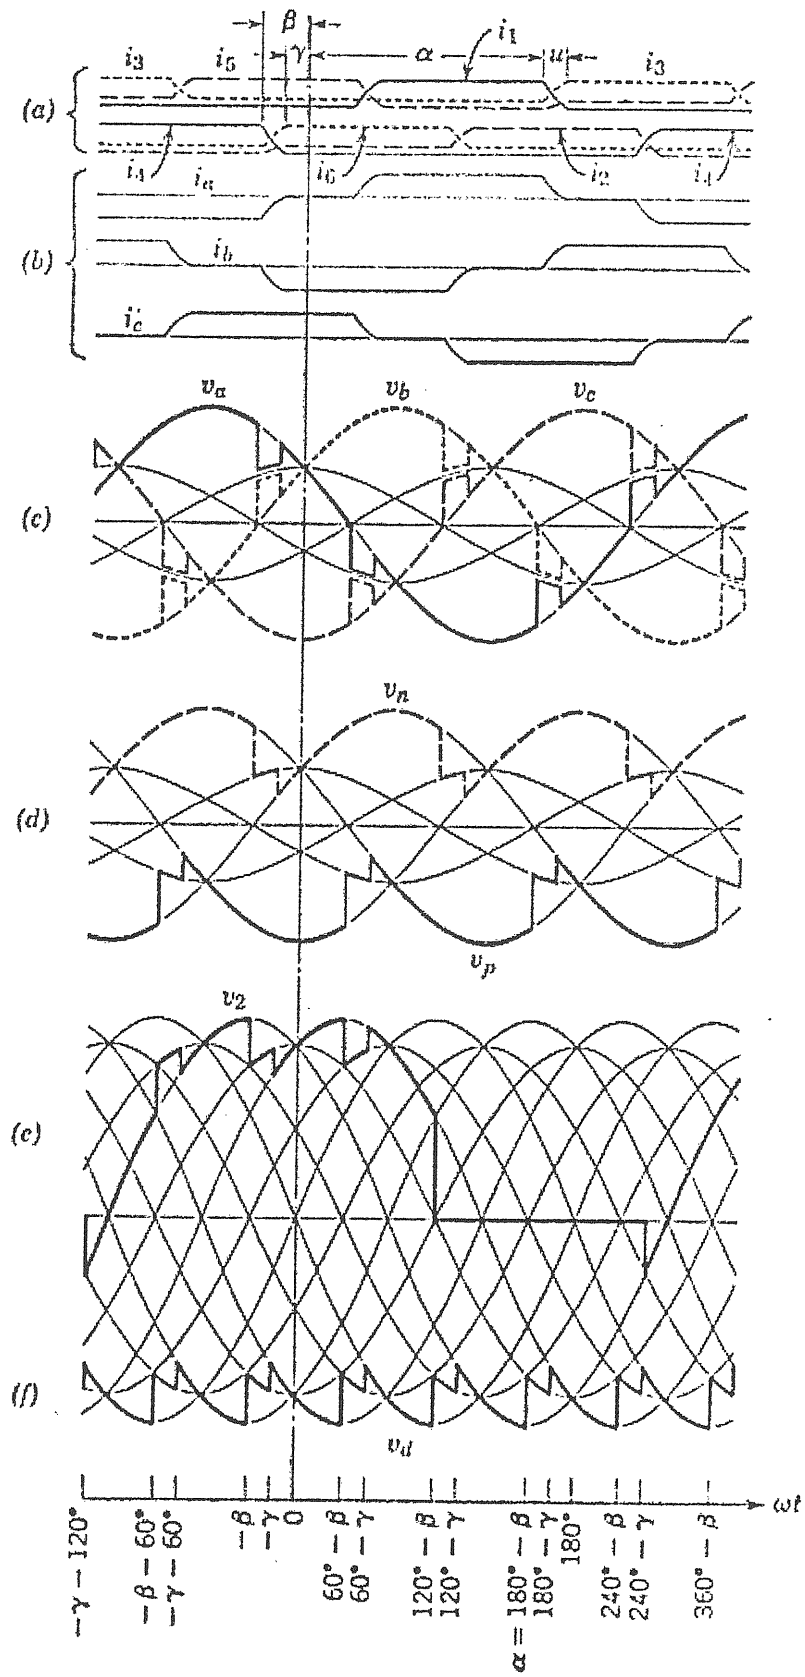 β
γ α i1 u
i3 i5 i3
(a)
i4 ia i6 i2 i4
(b) ib
ic
va vb vc
(c)
vn
(d)
vp
v2
(e)
(f)
vd
ωt
−γ − 120°
−β − 60°
−γ − 60°
−β
−γ
0
60° − β
60° − γ
120° − β
120° − γ
α = 180° − β
180° − γ
180°
240° − β
240° − γ
360° − β